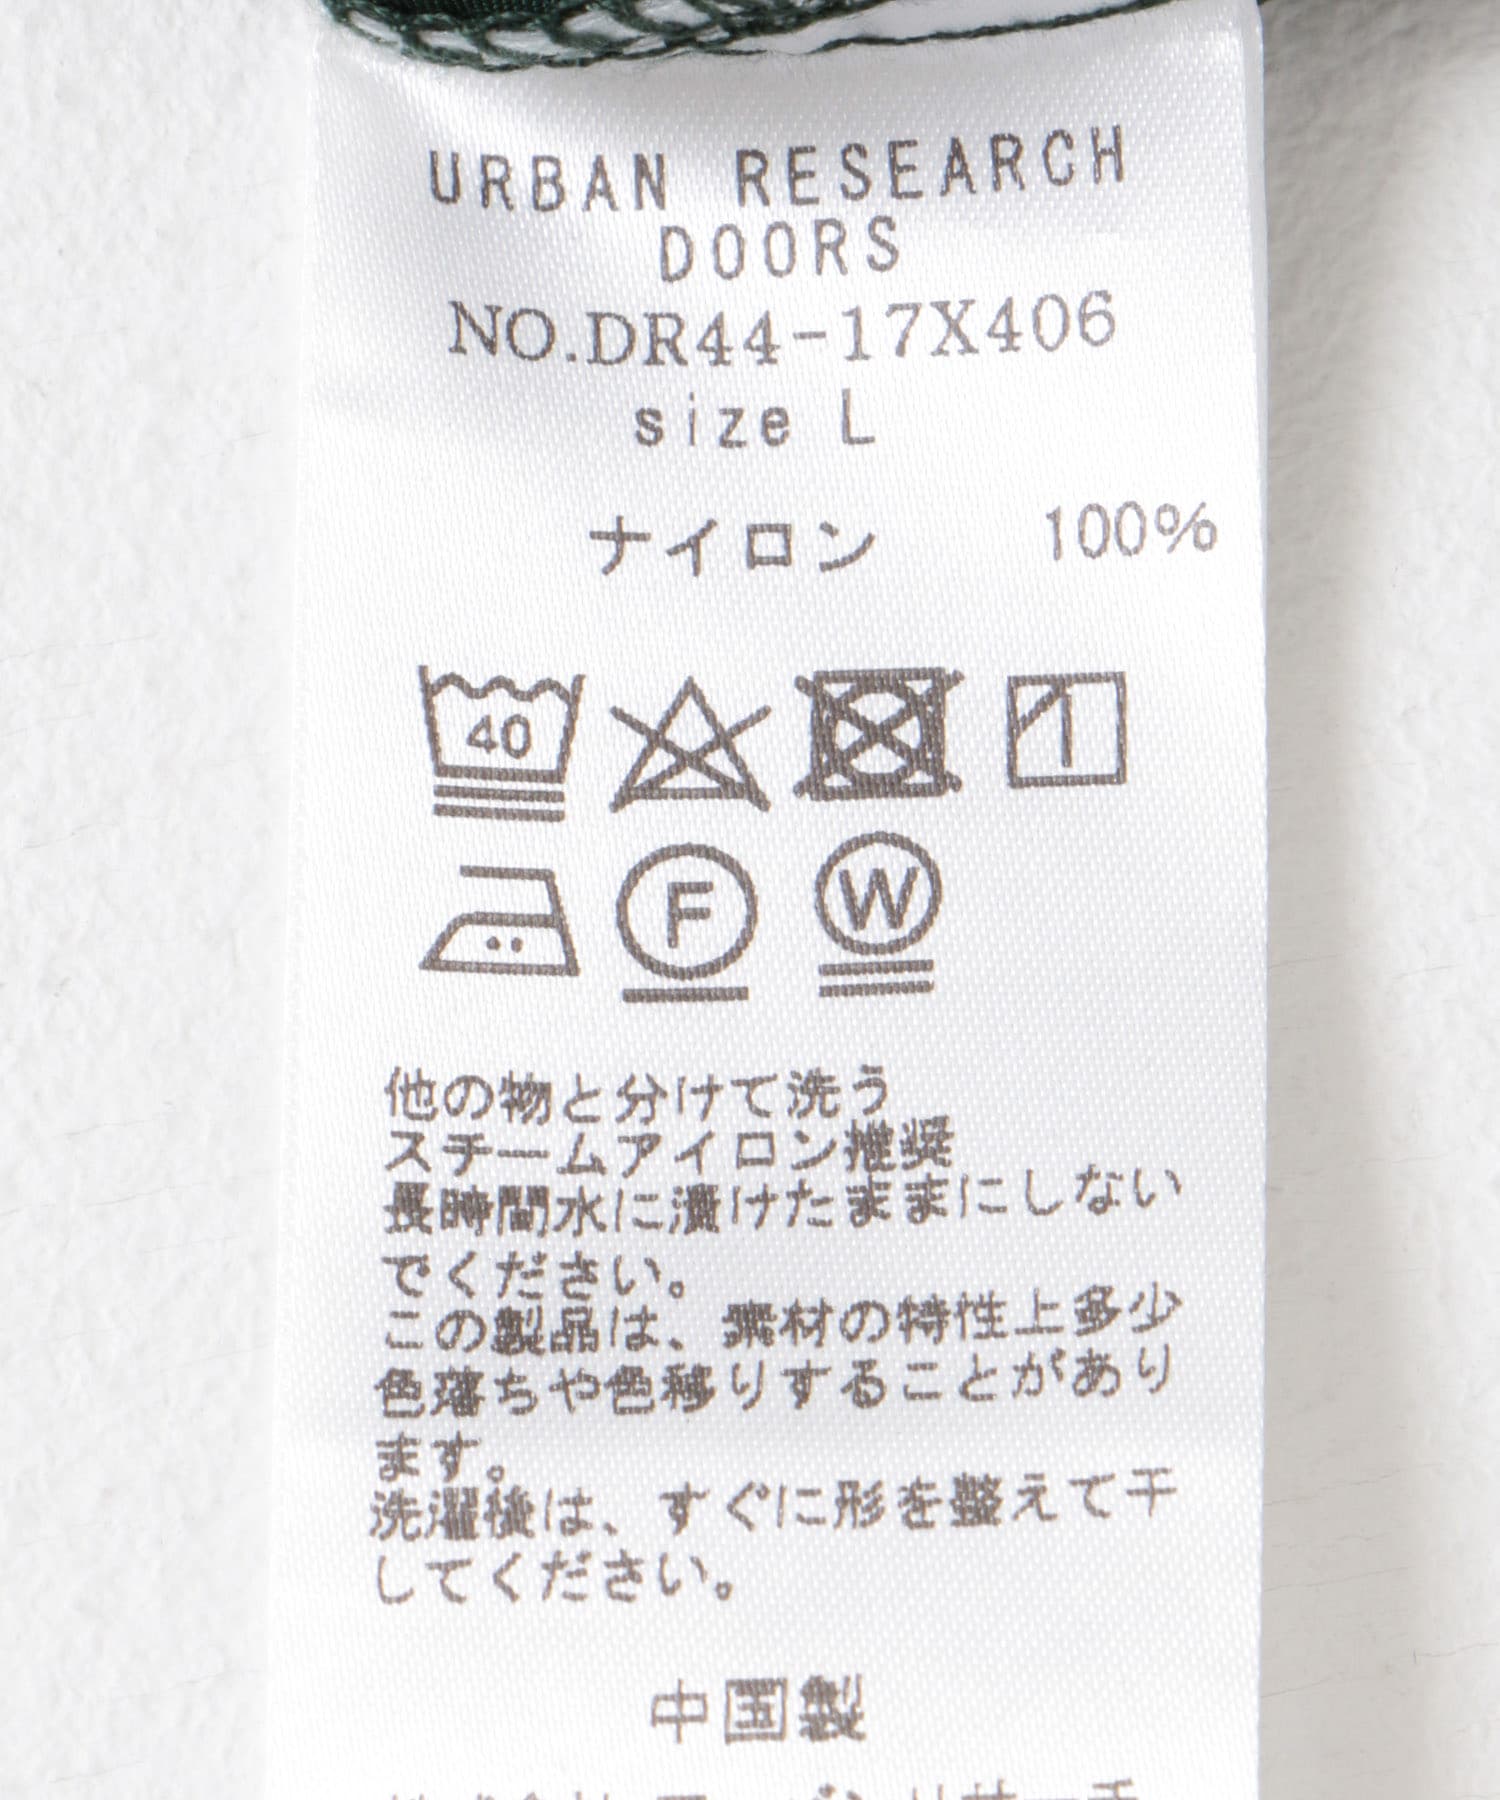 URBAN RESEARCH
DOORS
NO.DR44-17X406
size L
ナイロン 100%
40
F
W
他の物と分けて洗う
スチームアイロン推奨
長時間水に漬けたままにしない
でください。
この製品は、素材の特性上多少
色落ちや色移りすることがあり
ます。
洗濯後は、すぐに形を整えて干
してください。
中国製